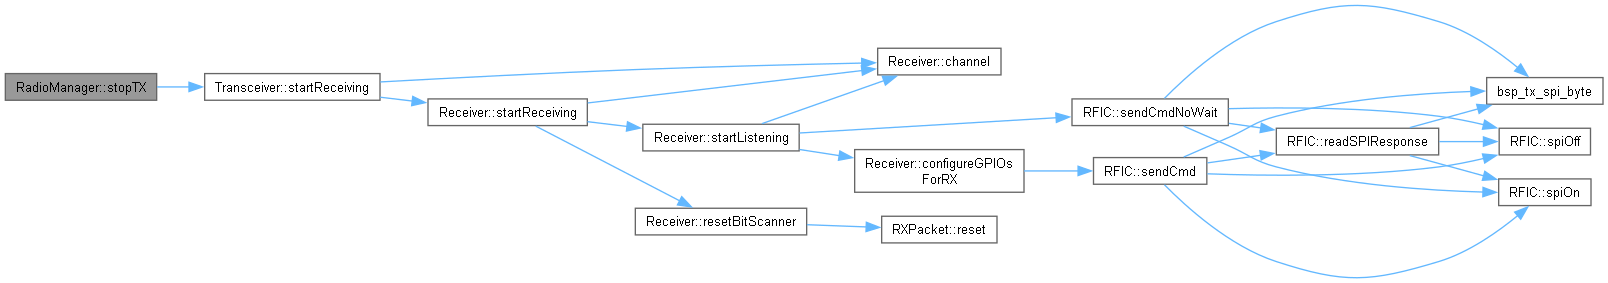 RadioManager::stopTX
Transceiver::startReceiving
Receiver::startReceiving
Receiver::channel
Receiver::startListening
Receiver::resetBitScanner
Receiver::configureGPIOs
ForRX
RXPacket::reset
RFIC::sendCmdNoWait
RFIC::sendCmd
RFIC::readSPIResponse
bsp_tx_spi_byte
RFIC::spiOff
RFIC::spiOn